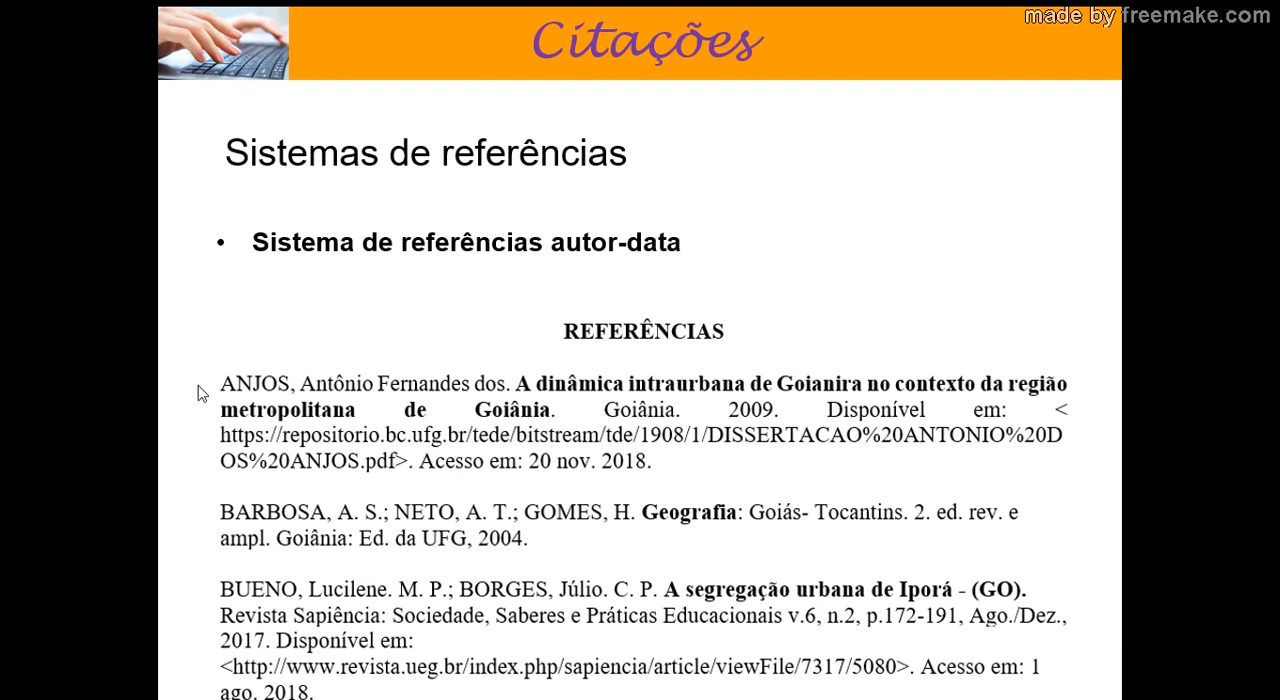 made by freemake.com
Citações
Sistemas de referências
• Sistema de referências autor-data
REFERÊNCIAS
ANJOS, Antônio Fernandes dos. A dinâmica intraurbana de Goianira no contexto da região
metropolitana de Goiânia. Goiânia. 2009. Disponível em: <
https://repositorio.bc.ufg.br/tede/bitstream/tde/1908/1/DISSERTACAO%20ANTONIO%20D
OS%20ANJOS.pdf>. Acesso em: 20 nov. 2018.
BARBOSA, A. S.; NETO, A. T.; GOMES, H. Geografia: Goiás- Tocantins. 2. ed. rev. e
ampl. Goiânia: Ed. da UFG, 2004.
BUENO, Lucilene. M. P.; BORGES, Júlio. C. P. A segregação urbana de Iporá - (GO).
Revista Sapiência: Sociedade, Saberes e Práticas Educacionais v.6, n.2, p.172-191, Ago./Dez.,
2017. Disponível em:
<http://www.revista.ueg.br/index.php/sapiencia/article/viewFile/7317/5080>. Acesso em: 1
ago. 2018.